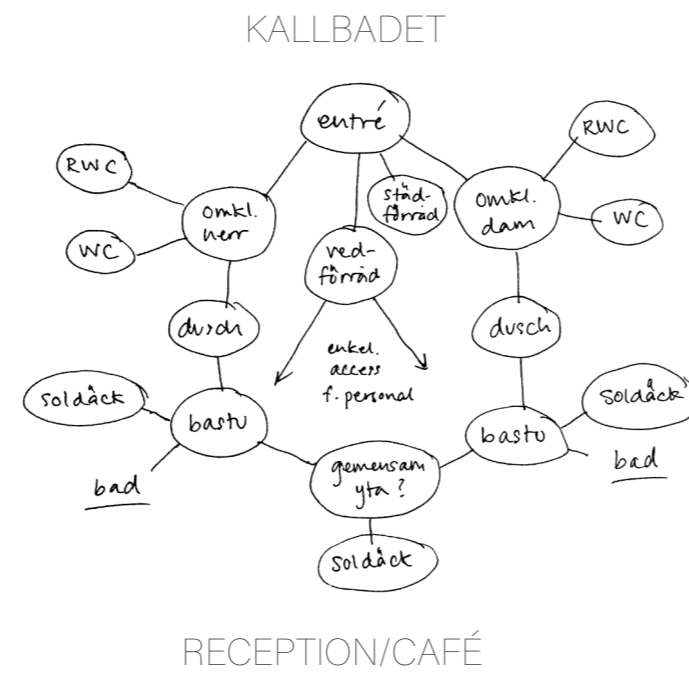 KALLBADET
entré
RWC
RWC
städ-
förråd
omkl.
herr
omkl.
dam
WC
WC
ved-
förråd
dusch
dusch
enkel.
access
f. personal
soldäck
soldäck
bastu
bastu
gemensam
yta?
bad
bad
soldäck
RECEPTION/CAFÉ